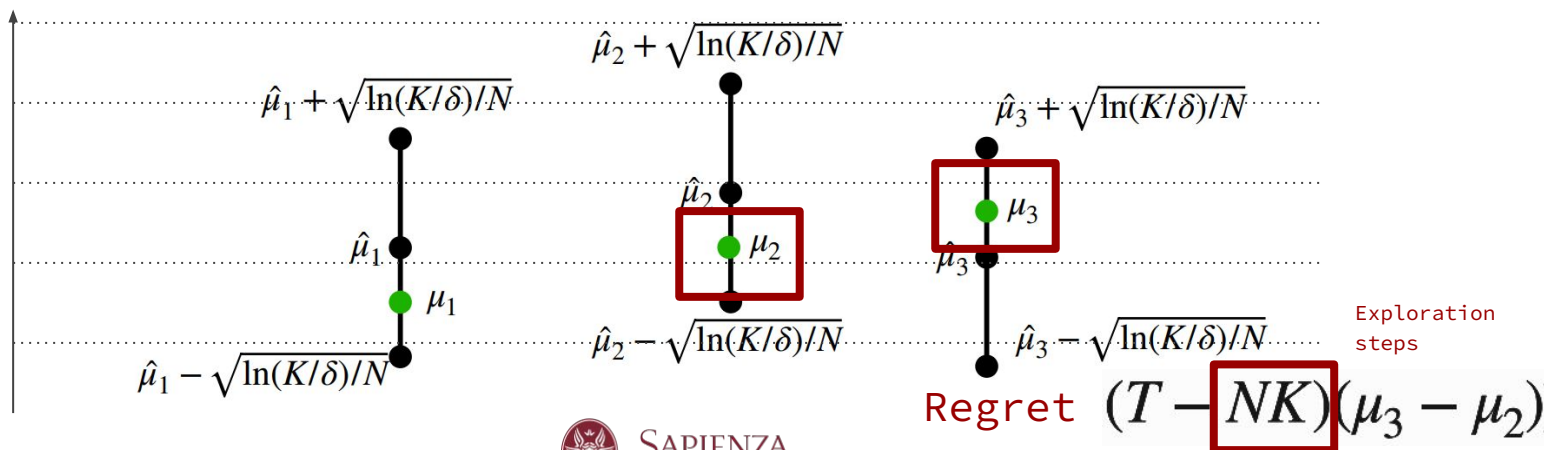 μ̂₂ + √ln(K/δ)/N
μ̂₁ + √ln(K/δ)/N
μ̂₃ + √ln(K/δ)/N
μ̂₂
μ₃
μ₂
μ̂₁
μ̂₃
μ₁
Exploration
steps
μ̂₂ − √ln(K/δ)/N
μ̂₃ − √ln(K/δ)/N
μ̂₁ − √ln(K/δ)/N
Regret (T − NK)(μ₃ − μ₂)
SAPIENZA